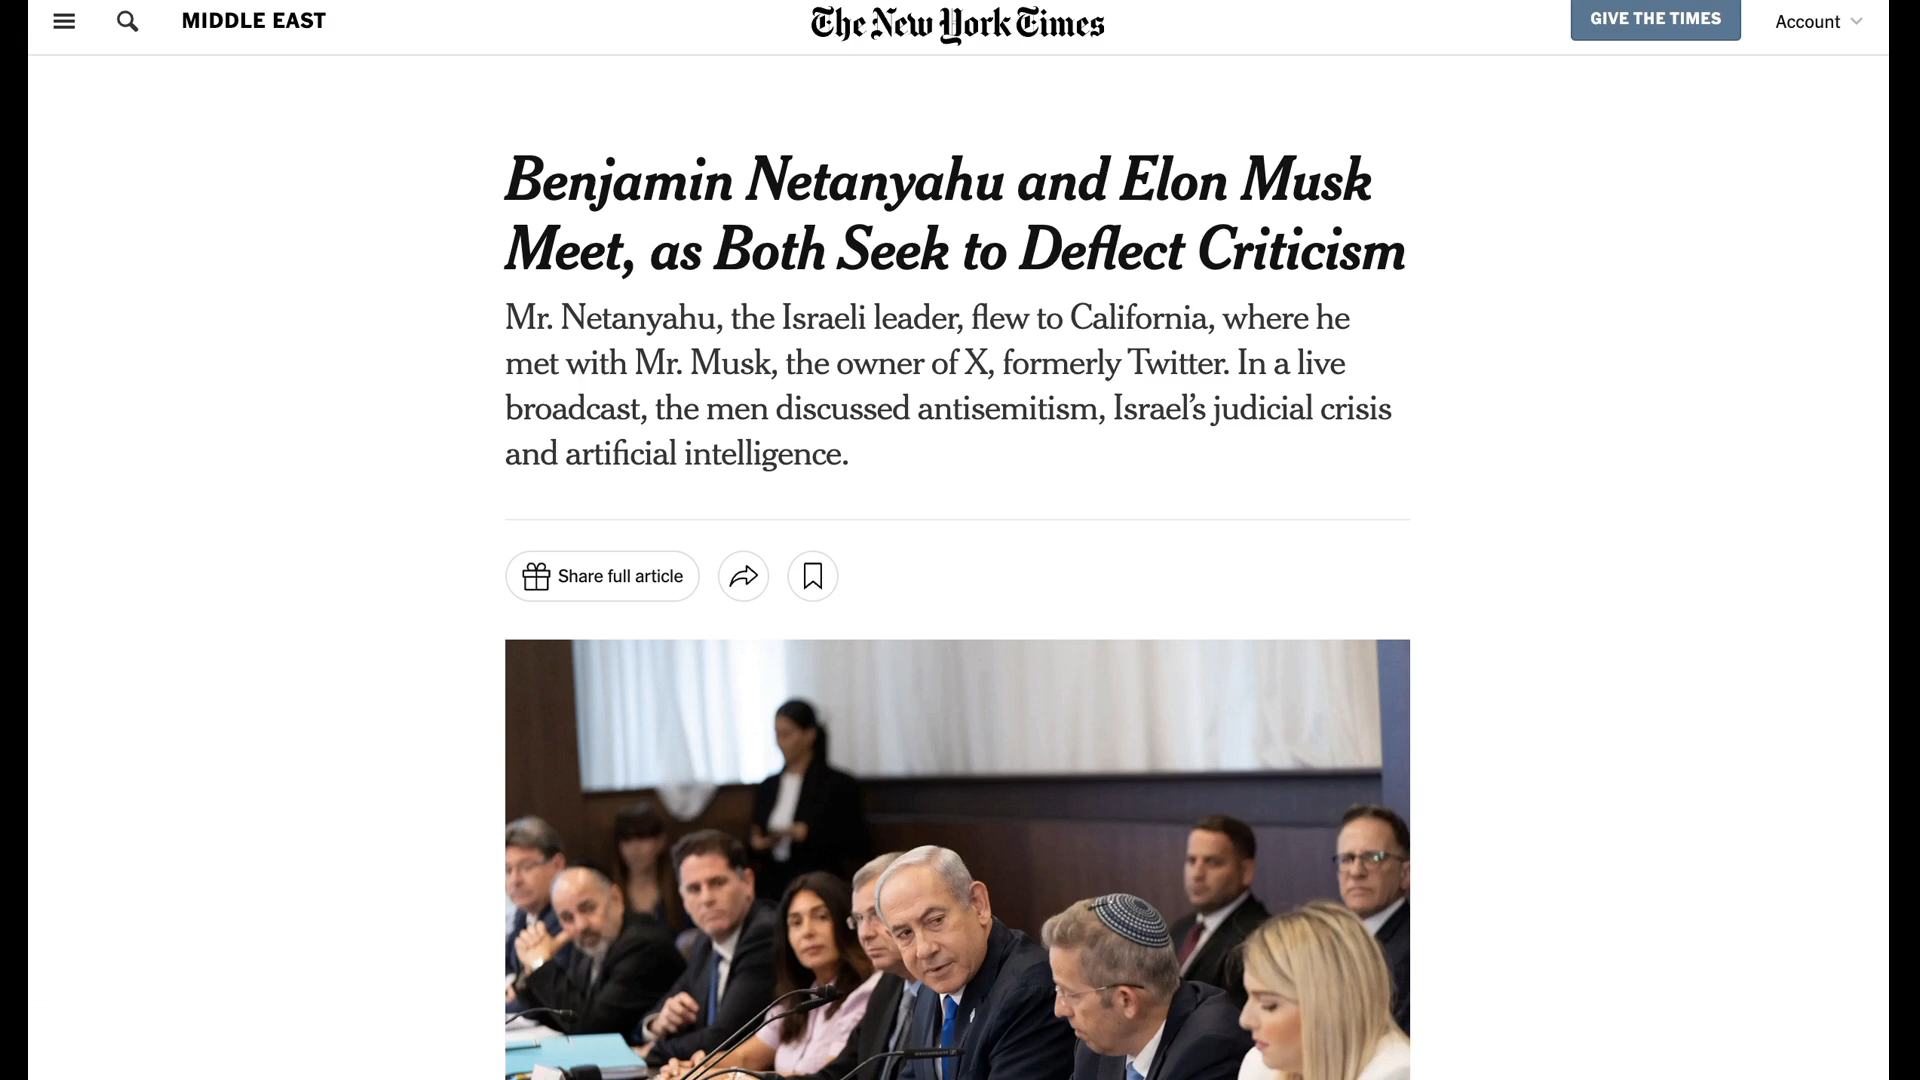 MIDDLE EAST
The New York Times
GIVE THE TIMES
Account
Benjamin Netanyahu and Elon Musk
Meet, as Both Seek to Deflect Criticism
Mr. Netanyahu, the Israeli leader, flew to California, where he
met with Mr. Musk, the owner of X, formerly Twitter. In a live
broadcast, the men discussed antisemitism, Israel’s judicial crisis
and artificial intelligence.
Share full article